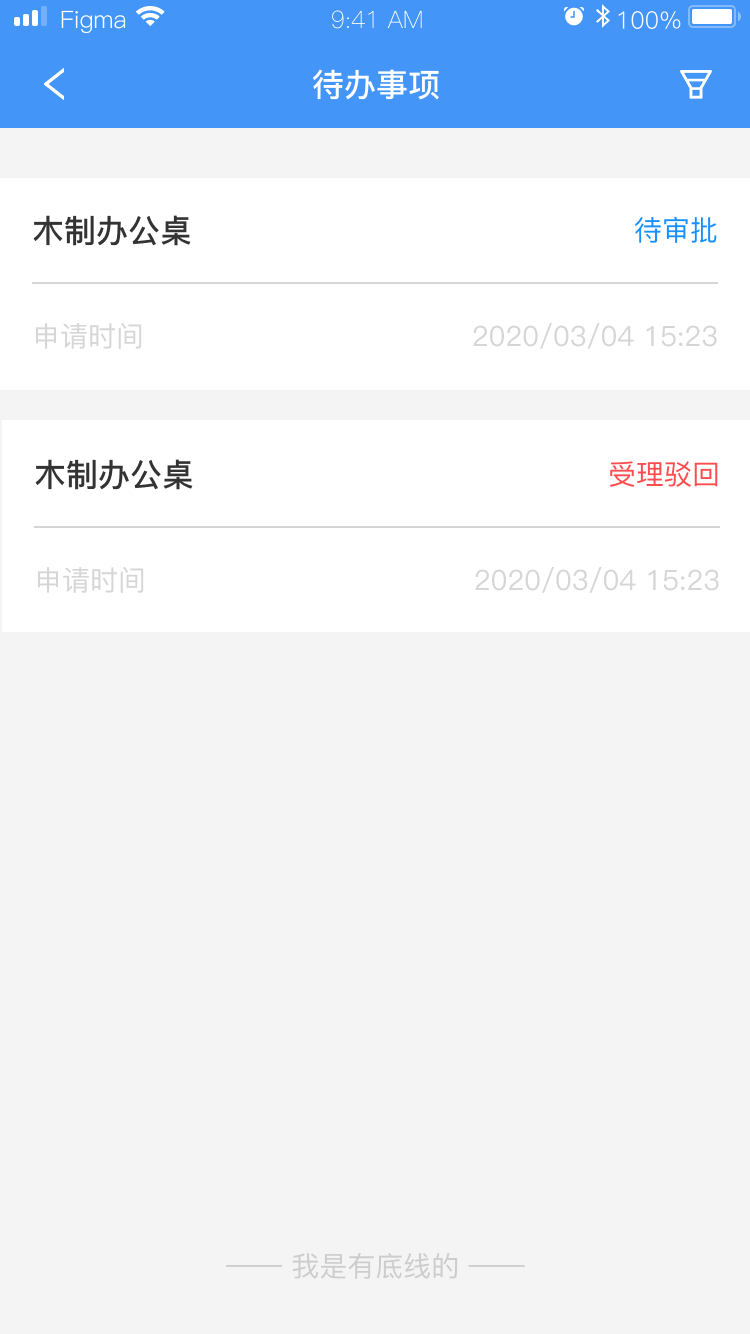 Figma 9:41 AM 100%
待办事项
木制办公桌 待审批
申请时间 2020/03/04 15:23
木制办公桌 受理驳回
申请时间 2020/03/04 15:23
我是有底线的